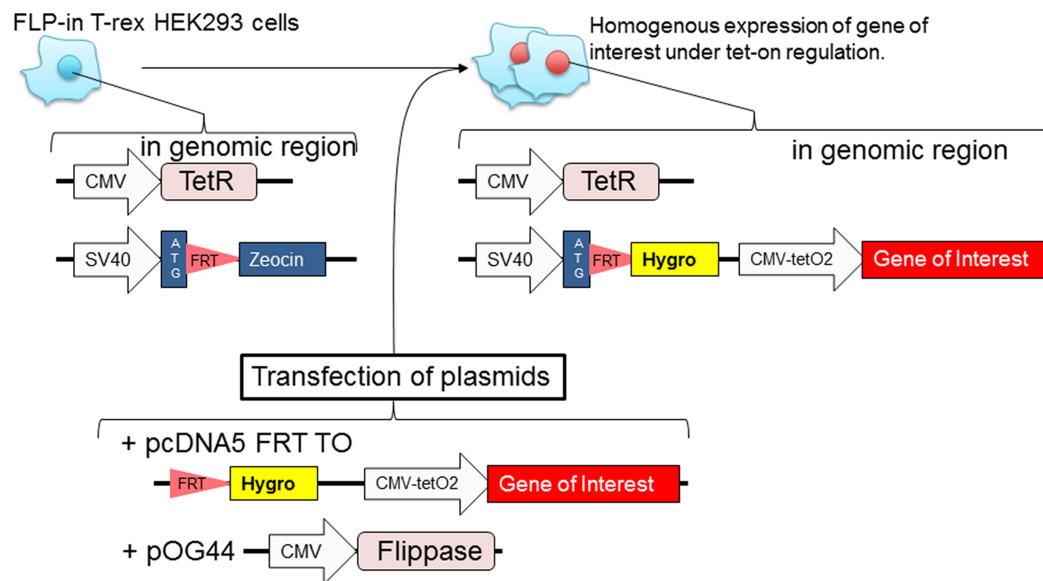 FLP-in T-rex HEK293 cells
Homogenous expression of gene of
interest under tet-on regulation.
in genomic region
CMV
TetR
SV40
ATG
FRT
Zeocin
in genomic region
CMV
TetR
SV40
ATG
FRT
Hygro
CMV-tetO2
Gene of Interest
Transfection of plasmids
+ pcDNA5 FRT TO
FRT
Hygro
CMV-tetO2
Gene of Interest
+ pOG44
CMV
Flippase